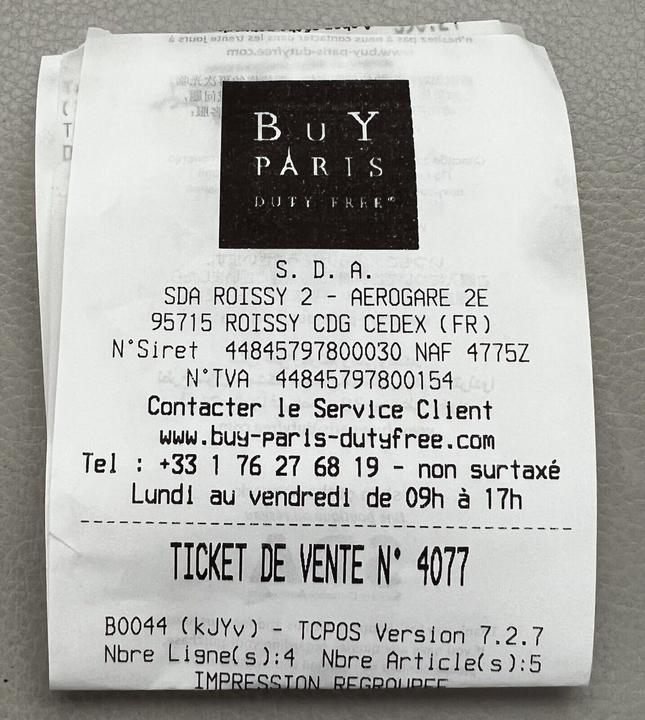 BuY
PARIS
DUTY FREE
S. D. A.
SDA ROISSY 2 - AEROGARE 2E
95715 ROISSY CDG CEDEX (FR)
N°Siret 44845797800030 NAF 4775Z
N°TVA 44845797800154
Contacter le Service Client
www.buy-paris-dutyfree.com
Tel : +33 1 76 27 68 19 - non surtaxé
Lundi au vendredi de 09h à 17h
TICKET DE VENTE N° 4077
B0044 (kJYv) - TCPOS Version 7.2.7
Nbre Ligne(s):4 Nbre Article(s):5
IMPRESSION REGROUPEE